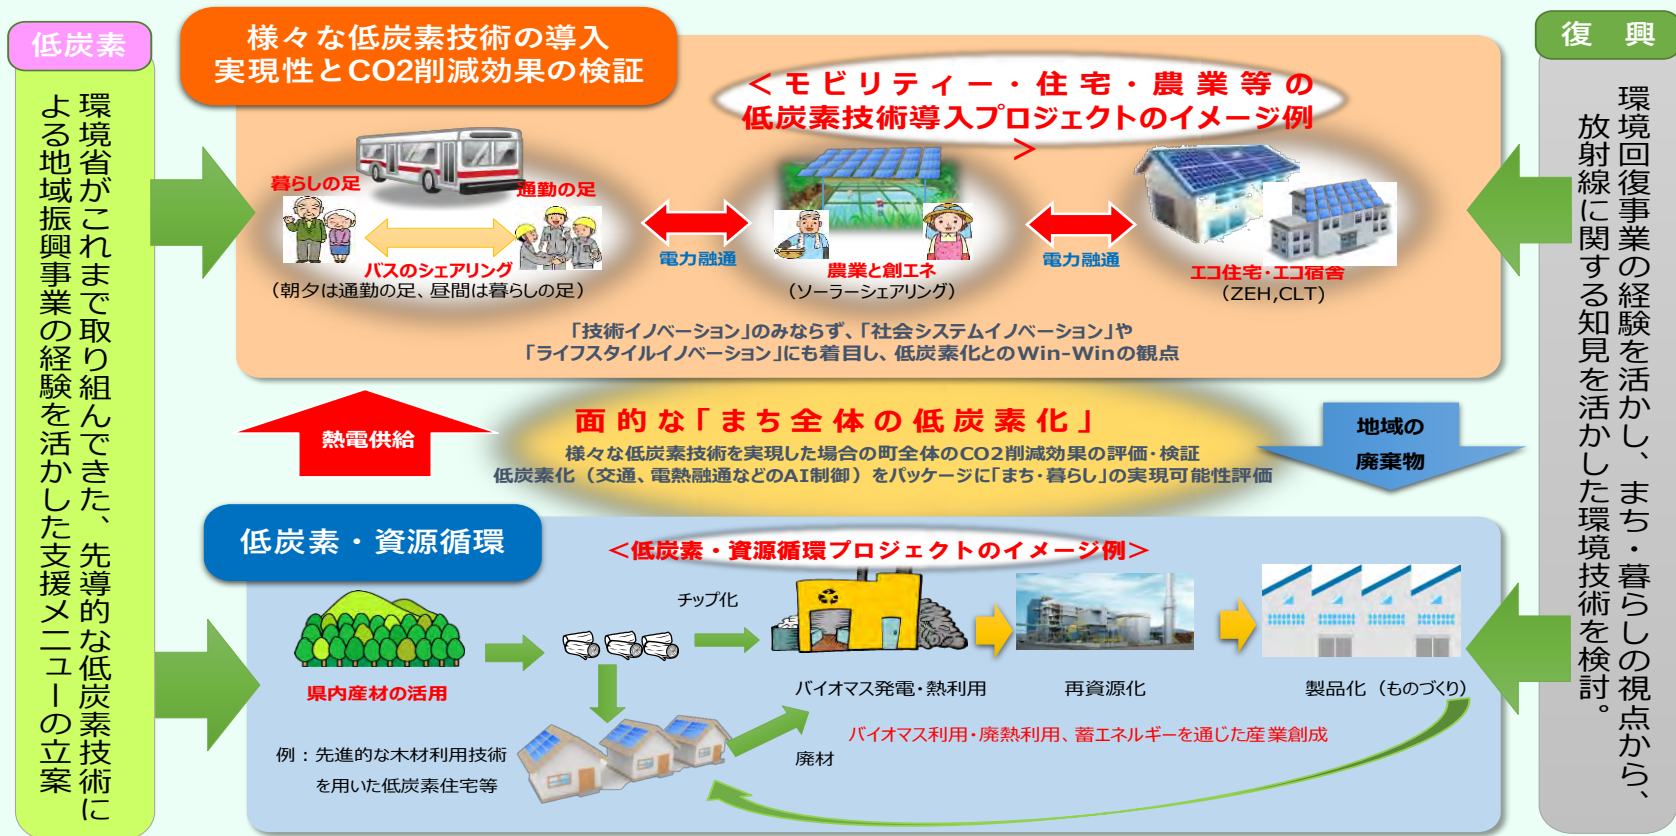 低炭素
環境省がこれまで取り組んできた、先導的な低炭素技術に
よる地域振興事業の経験を活かした支援メニューの立案
様々な低炭素技術の導入
実現性とCO2削減効果の検証
＜モビリティー・住宅・農業等の
低炭素技術導入プロジェクトのイメージ例
＞
暮らしの足
通勤の足
バスのシェアリング
（朝夕は通勤の足、昼間は暮らしの足）
電力融通
農業と創エネ
（ソーラーシェアリング）
電力融通
エコ住宅・エコ宿舎
（ZEH,CLT)
「技術イノベーション」のみならず、「社会システムイノベーション」や
「ライフスタイルイノベーション」にも着目し、低炭素化とのWin-Winの観点
熱電供給
面的な「まち全体の低炭素化」
様々な低炭素技術を実現した場合の町全体のCO2削減効果の評価・検証
低炭素化（交通、電熱融通などのAI制御）をパッケージに「まち・暮らし」の実現可能性評価
地域の
廃棄物
低炭素・資源循環
＜低炭素・資源循環プロジェクトのイメージ例＞
チップ化
県内産材の活用
バイオマス発電・熱利用
再資源化
製品化（ものづくり）
バイオマス利用・廃熱利用、蓄エネルギーを通じた産業創成
廃材
例：先進的な木材利用技術
を用いた低炭素住宅等
復　興
環境回復事業の経験を活かし、まち・暮らしの視点から、
放射線に関する知見を活かした環境技術を検討。